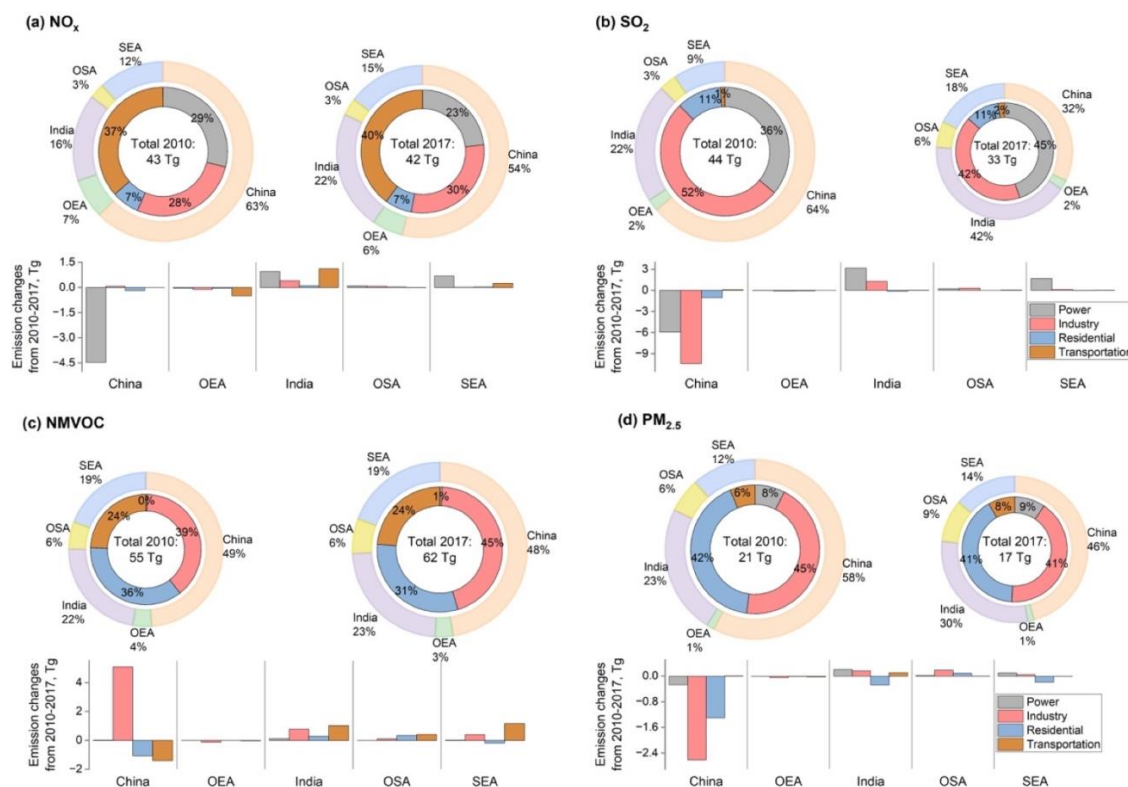 (a) NOx
SEA
12%
OSA
3%
India
16%
OEA
7%
China
63%
37%
29%
7%
28%
Total 2010:
43 Tg
SEA
15%
OSA
3%
India
22%
OEA
6%
China
54%
40%
23%
7%
30%
Total 2017:
42 Tg
Emission changes
from 2010-2017, Tg
1.5
0.0
−1.5
−3.0
−4.5
China
OEA
India
OSA
SEA
(b) SO2
SEA
9%
OSA
3%
India
22%
OEA
2%
China
64%
11%
1%
36%
52%
Total 2010:
44 Tg
SEA
18%
OSA
6%
India
42%
OEA
2%
China
32%
11%
2%
45%
42%
Total 2017:
33 Tg
Emission changes
from 2010-2017, Tg
3
0
−3
−6
−9
Power
Industry
Residential
Transportation
China
OEA
India
OSA
SEA
(c) NMVOC
SEA
19%
OSA
6%
India
22%
OEA
4%
China
49%
24%
0%
39%
36%
Total 2010:
55 Tg
SEA
19%
OSA
6%
India
23%
OEA
3%
China
48%
24%
1%
45%
31%
Total 2017:
62 Tg
Emission changes
from 2010-2017, Tg
4
2
0
−2
China
OEA
India
OSA
SEA
(d) PM2.5
SEA
12%
OSA
6%
India
23%
OEA
1%
China
58%
6%
8%
42%
45%
Total 2010:
21 Tg
SEA
14%
OSA
9%
India
30%
OEA
1%
China
46%
8%
9%
41%
41%
Total 2017:
17 Tg
Emission changes
from 2010-2017, Tg
0.0
−0.8
−1.6
−2.4
Power
Industry
Residential
Transportation
China
OEA
India
OSA
SEA